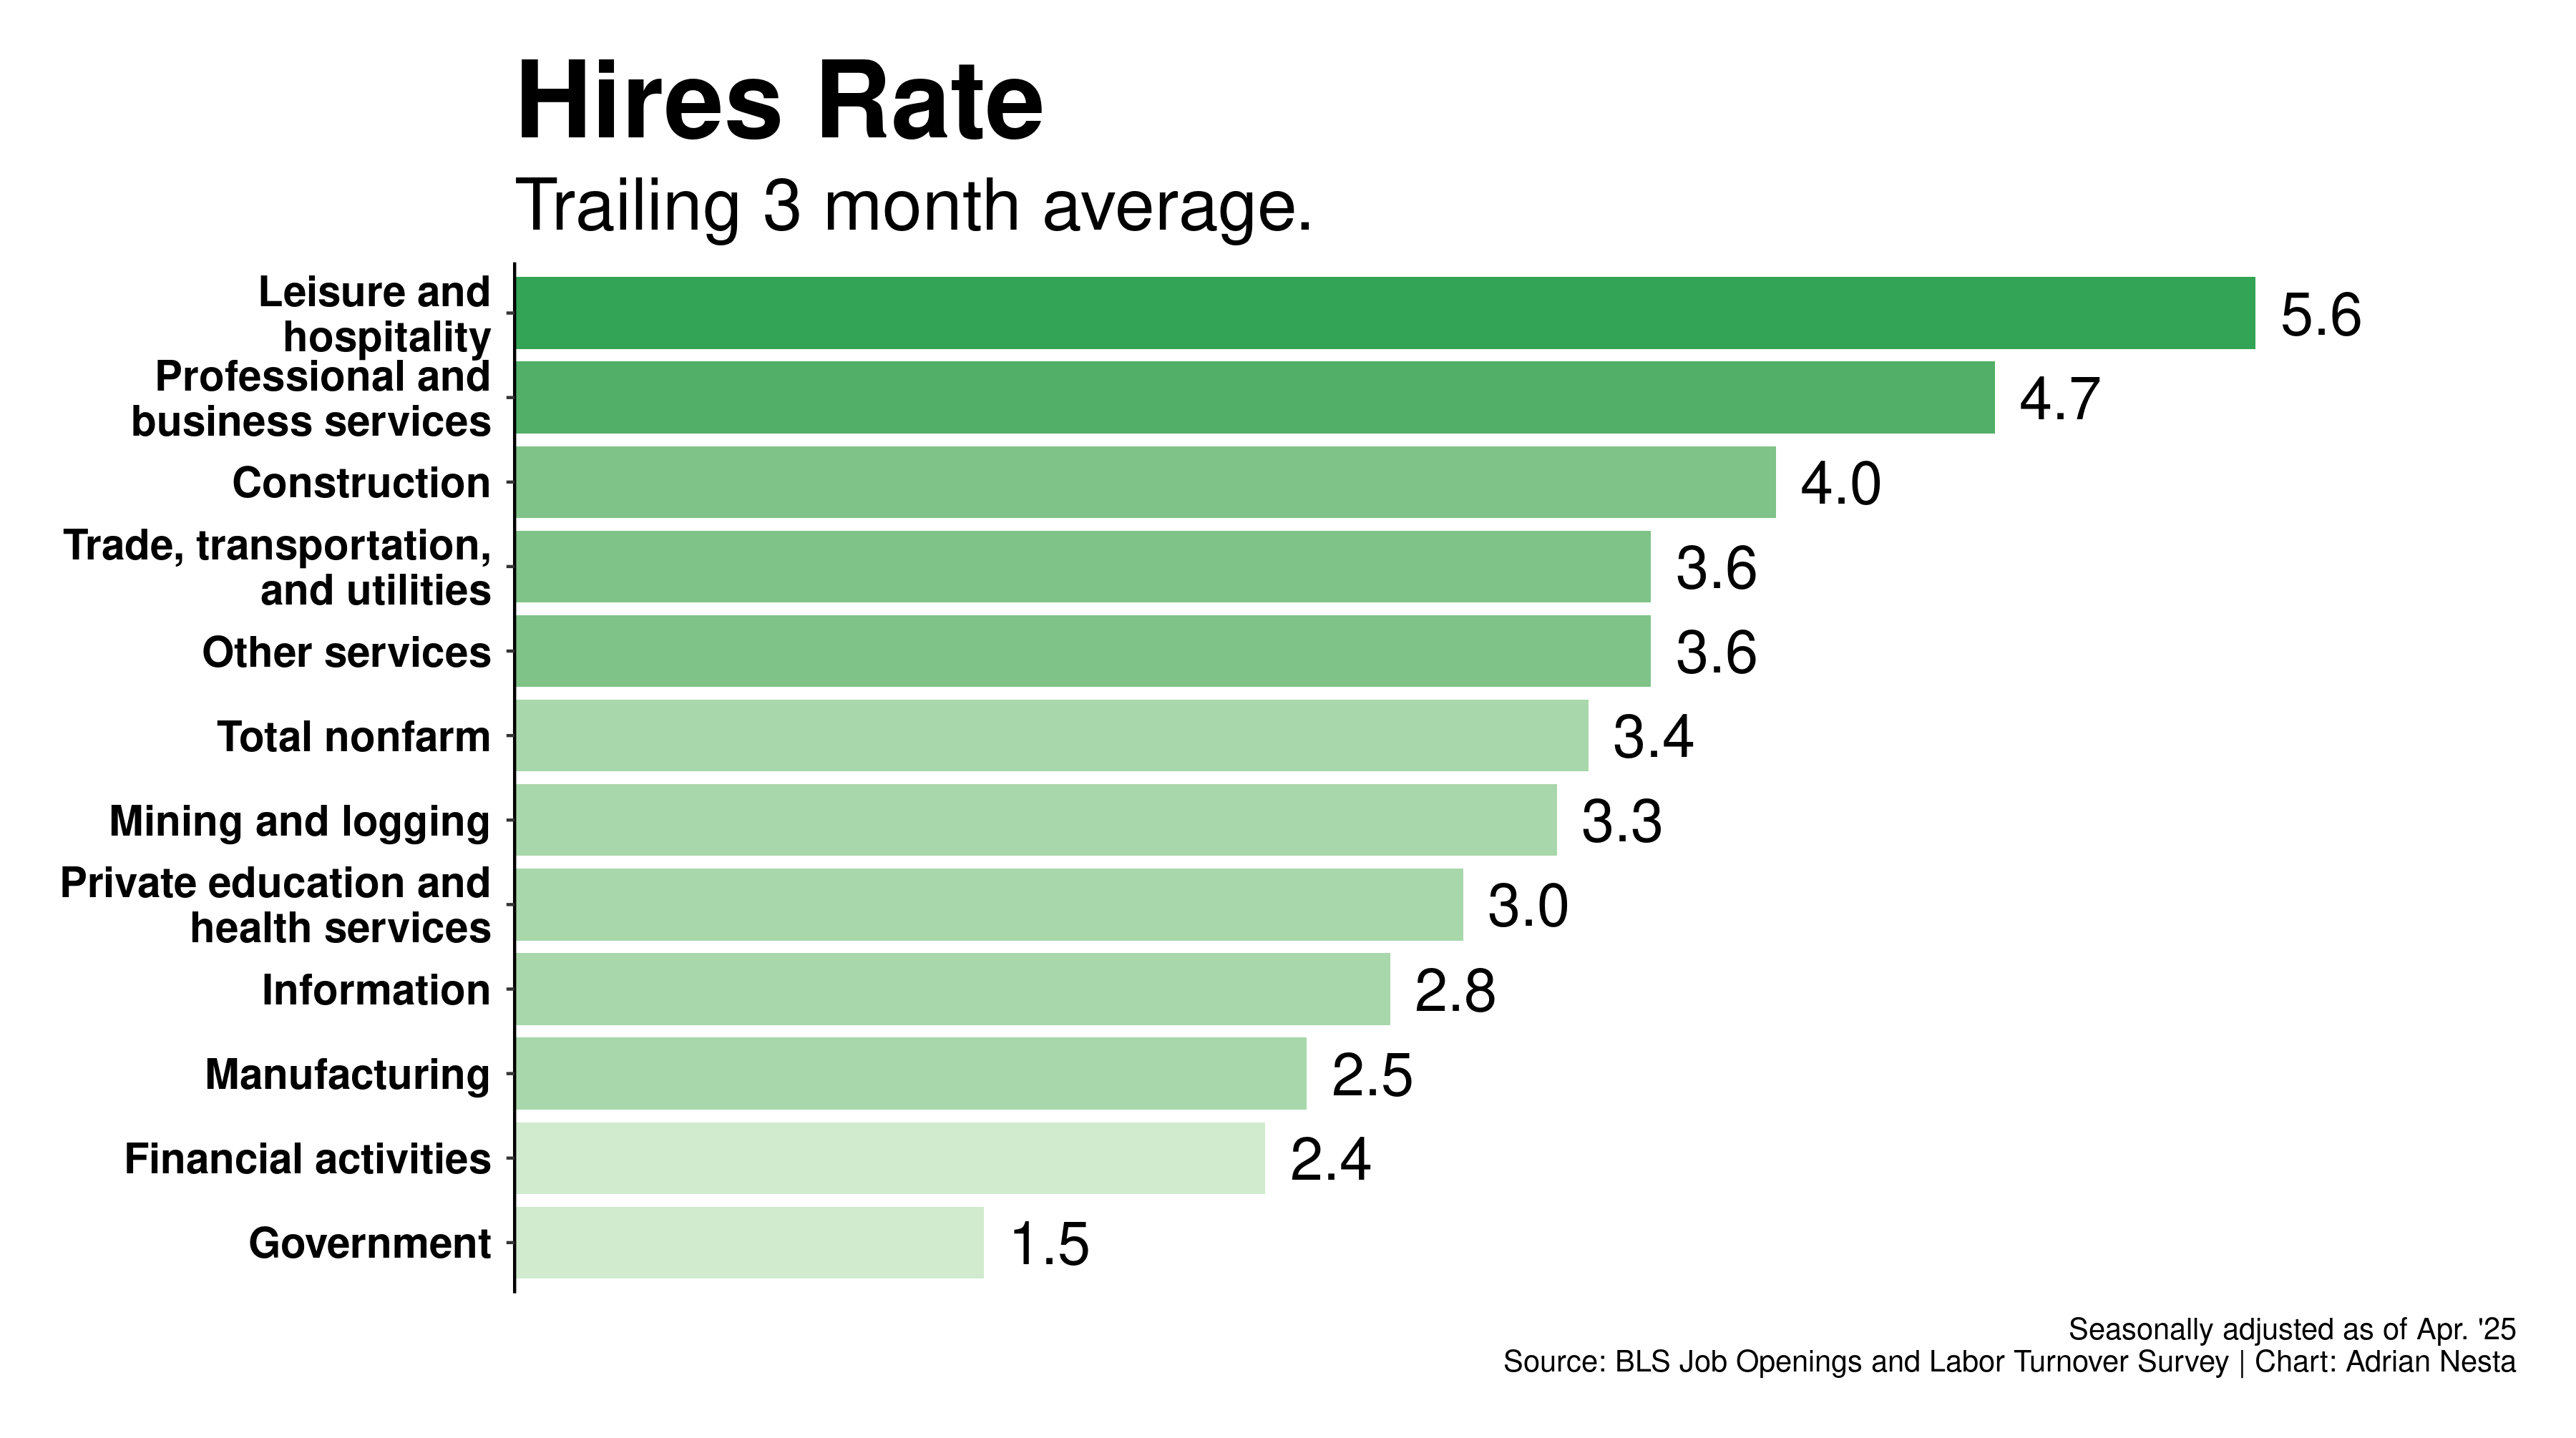 Hires Rate
Trailing 3 month average.
Leisure and
hospitality
5.6
Professional and
business services
4.7
Construction
4.0
Trade, transportation,
and utilities
3.6
Other services
3.6
Total nonfarm
3.4
Mining and logging
3.3
Private education and
health services
3.0
Information
2.8
Manufacturing
2.5
Financial activities
2.4
Government
1.5
Seasonally adjusted as of Apr. '25
Source: BLS Job Openings and Labor Turnover Survey | Chart: Adrian Nesta